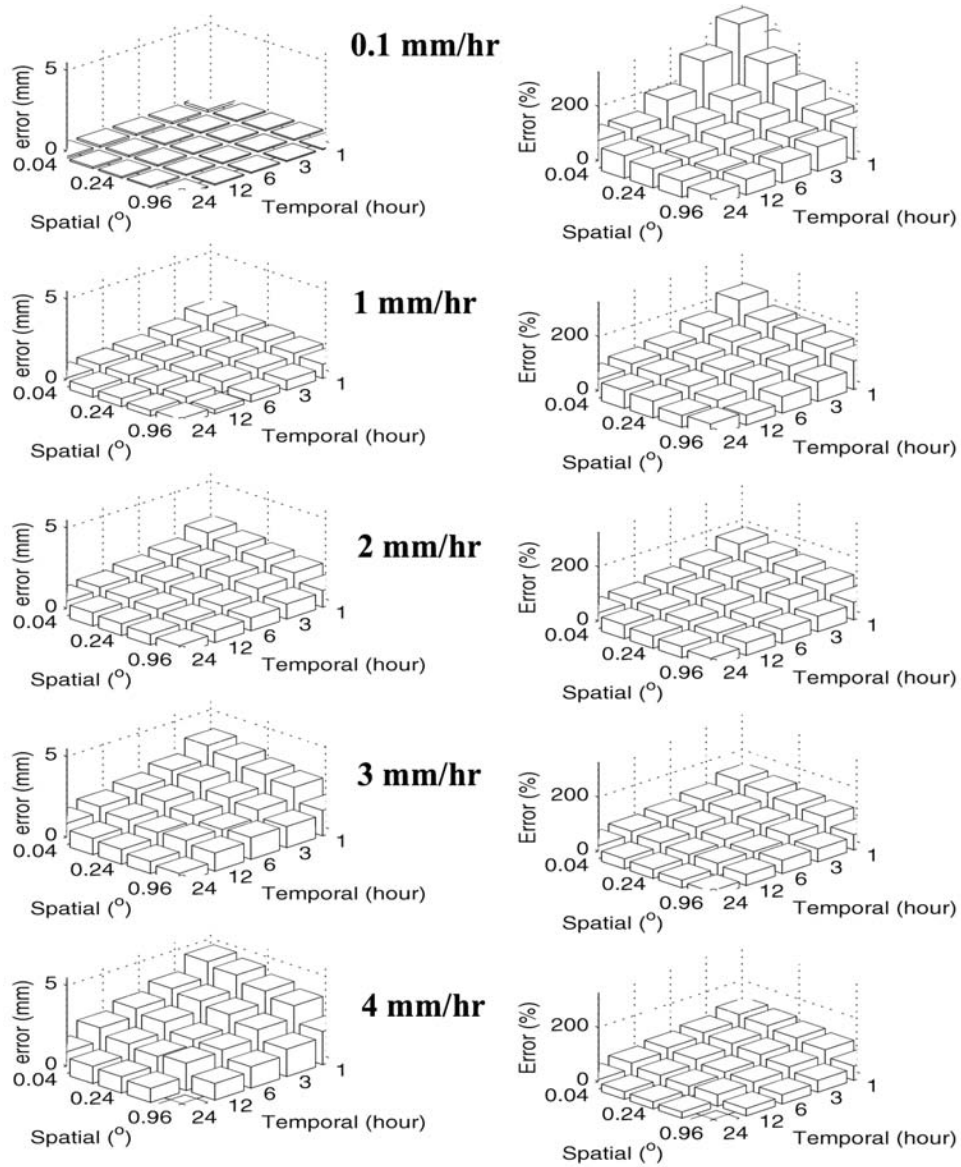 0.1 mm/hr
error (mm)
5
0
0.04
0.24
0.96
24
12
6
3
1
Spatial (o)
Temporal (hour)
Error (%)
200
0
0.04
0.24
0.96
24
12
6
3
1
Spatial (o)
Temporal (hour)
1 mm/hr
error (mm)
5
0
0.04
0.24
0.96
24
12
6
3
1
Spatial (o)
Temporal (hour)
Error (%)
200
0
0.04
0.24
0.96
24
12
6
3
1
Spatial (o)
Temporal (hour)
2 mm/hr
error (mm)
5
0
0.04
0.24
0.96
24
12
6
3
1
Spatial (o)
Temporal (hour)
Error (%)
200
0
0.04
0.24
0.96
24
12
6
3
1
Spatial (o)
Temporal (hour)
3 mm/hr
error (mm)
5
0
0.04
0.24
0.96
24
12
6
3
1
Spatial (o)
Temporal (hour)
Error (%)
200
0
0.04
0.24
0.96
24
12
6
3
1
Spatial (o)
Temporal (hour)
4 mm/hr
error (mm)
5
0
0.04
0.24
0.96
24
12
6
3
1
Spatial (o)
Temporal (hour)
Error (%)
200
0
0.04
0.24
0.96
24
12
6
3
1
Spatial (o)
Temporal (hour)